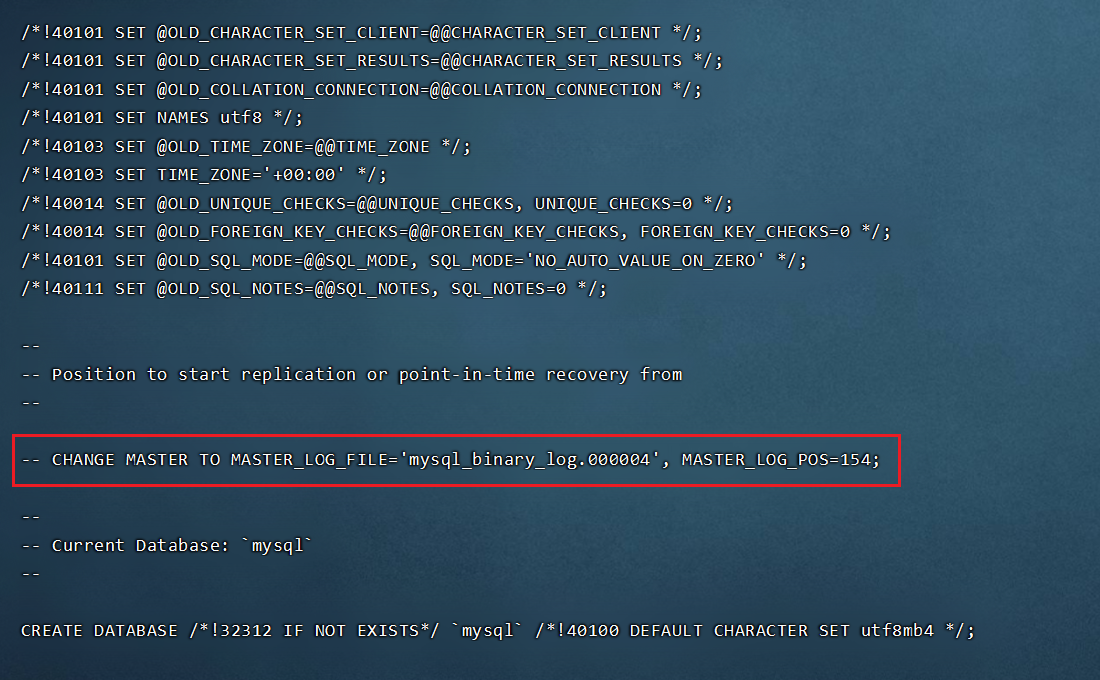 /*!40101 SET @OLD_CHARACTER_SET_CLIENT=@@CHARACTER_SET_CLIENT */;
/*!40101 SET @OLD_CHARACTER_SET_RESULTS=@@CHARACTER_SET_RESULTS */;
/*!40101 SET @OLD_COLLATION_CONNECTION=@@COLLATION_CONNECTION */;
/*!40101 SET NAMES utf8 */;
/*!40103 SET @OLD_TIME_ZONE=@@TIME_ZONE */;
/*!40103 SET TIME_ZONE='+00:00' */;
/*!40014 SET @OLD_UNIQUE_CHECKS=@@UNIQUE_CHECKS, UNIQUE_CHECKS=0 */;
/*!40014 SET @OLD_FOREIGN_KEY_CHECKS=@@FOREIGN_KEY_CHECKS, FOREIGN_KEY_CHECKS=0 */;
/*!40101 SET @OLD_SQL_MODE=@@SQL_MODE, SQL_MODE='NO_AUTO_VALUE_ON_ZERO' */;
/*!40111 SET @OLD_SQL_NOTES=@@SQL_NOTES, SQL_NOTES=0 */;
--
-- Position to start replication or point-in-time recovery from
--
-- CHANGE MASTER TO MASTER_LOG_FILE='mysql_binary_log.000004', MASTER_LOG_POS=154;
--
-- Current Database: `mysql`
--
CREATE DATABASE /*!32312 IF NOT EXISTS*/ `mysql` /*!40100 DEFAULT CHARACTER SET utf8mb4 */;